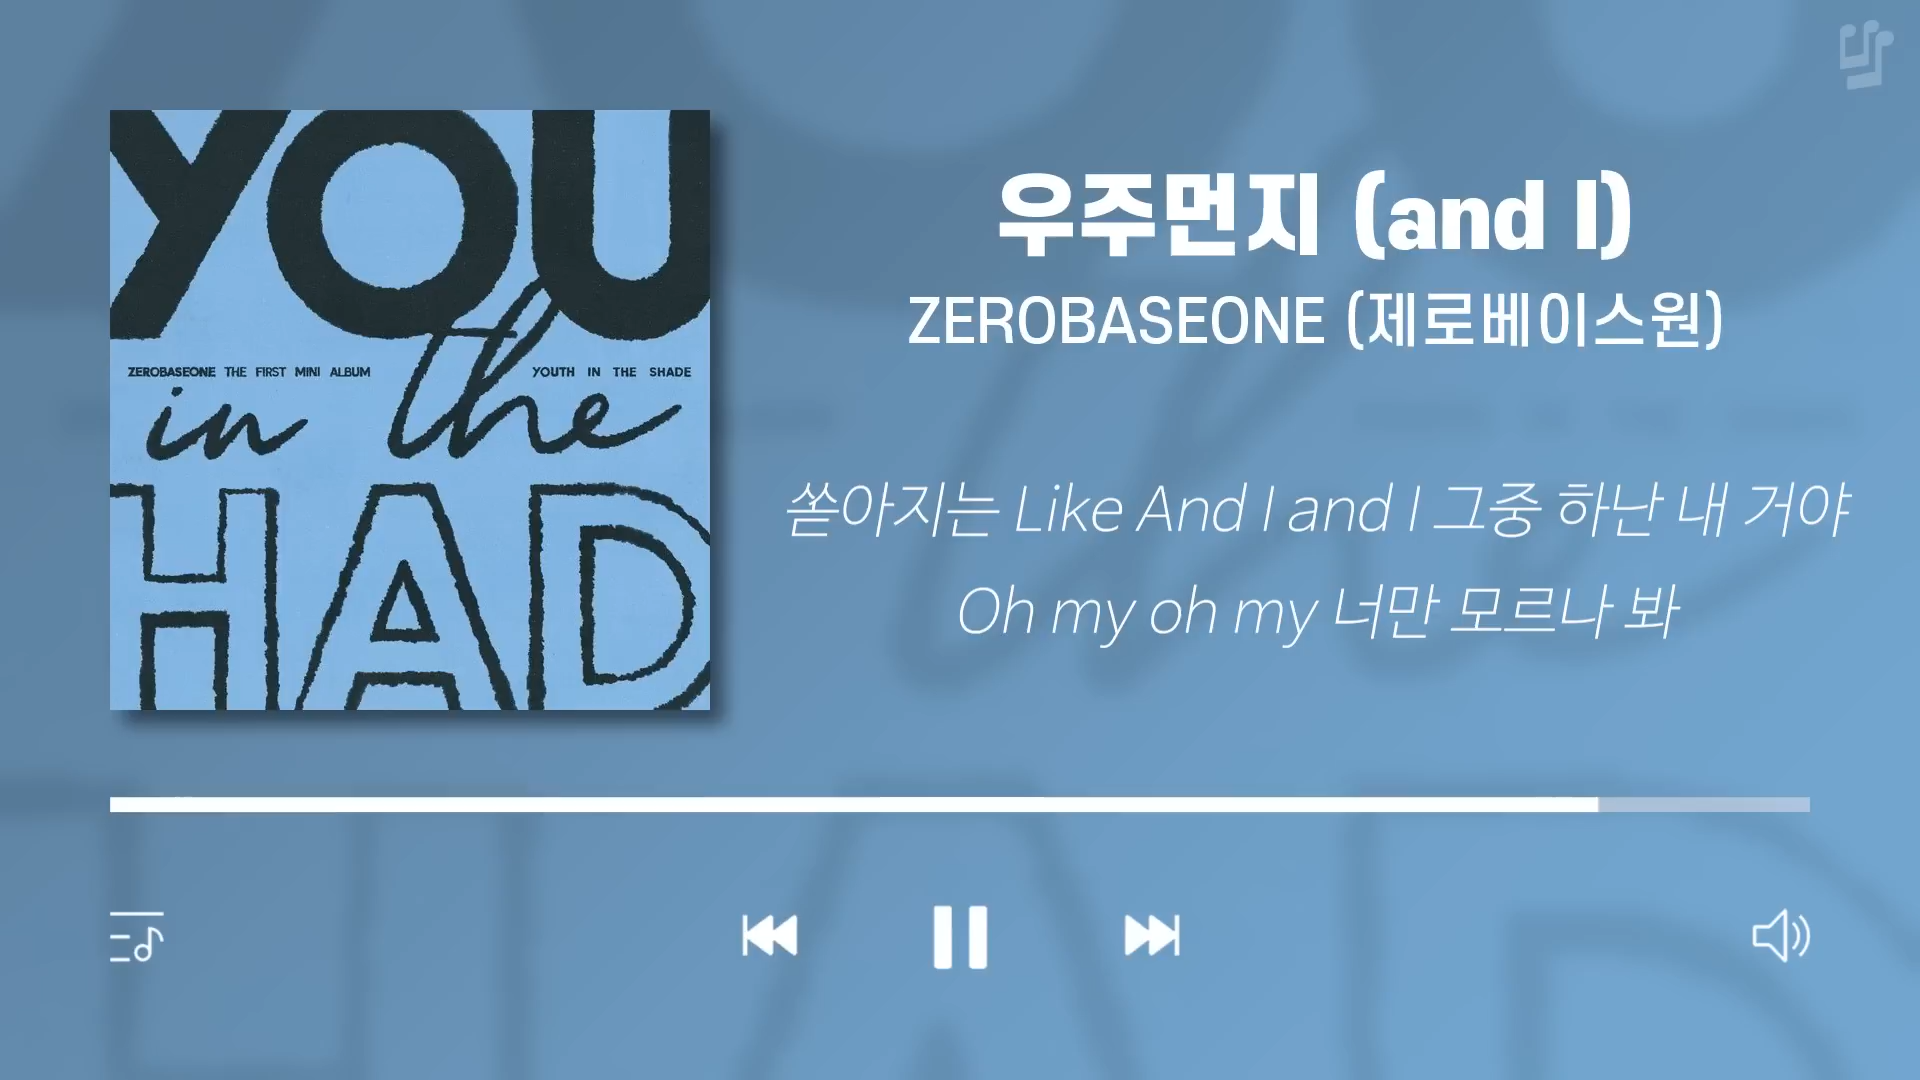 YOU
ZEROBASEONE THE FIRST MINI ALBUM
YOUTH IN THE SHADE
in the
HAD
우주먼지 (and I)
ZEROBASEONE (제로베이스원)
쏟아지는 Like And I and I 그중 하난 내 거야
Oh my oh my 너만 모르나 봐